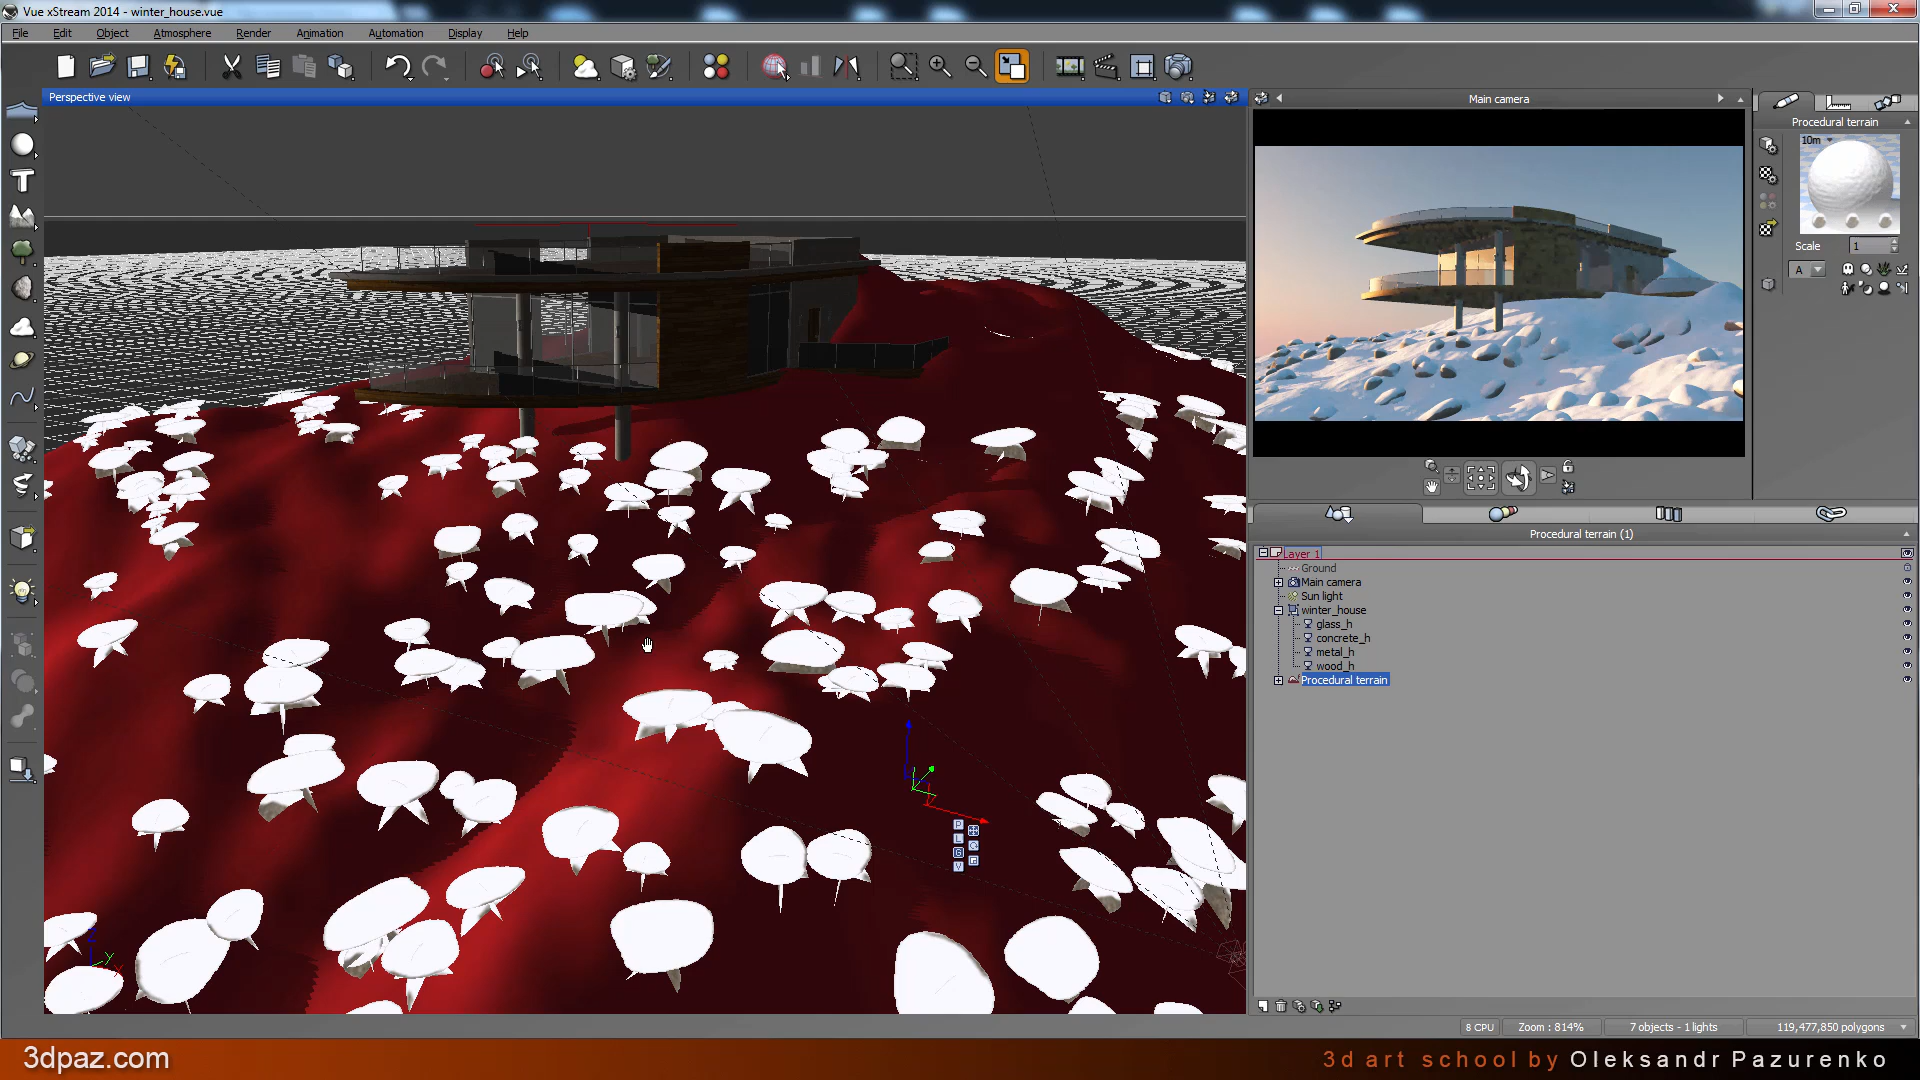 Vue xStream 2014 - winter_house.vue
File Edit Object Atmosphere Render Animation Automation Display Help
Perspective view
Main camera
Procedural terrain
10m
Scale 1
A
Procedural terrain (1)
Layer 1
Ground
Main camera
Sun light
winter_house
glass_h
concrete_h
metal_h
wood_h
Procedural terrain
P
L
G
V
Z
Y
X
8 CPU Zoom : 814% 7 objects - 1 lights 119,477,850 polygons
3dpaz.com 3d art school by Oleksandr Pazurenko